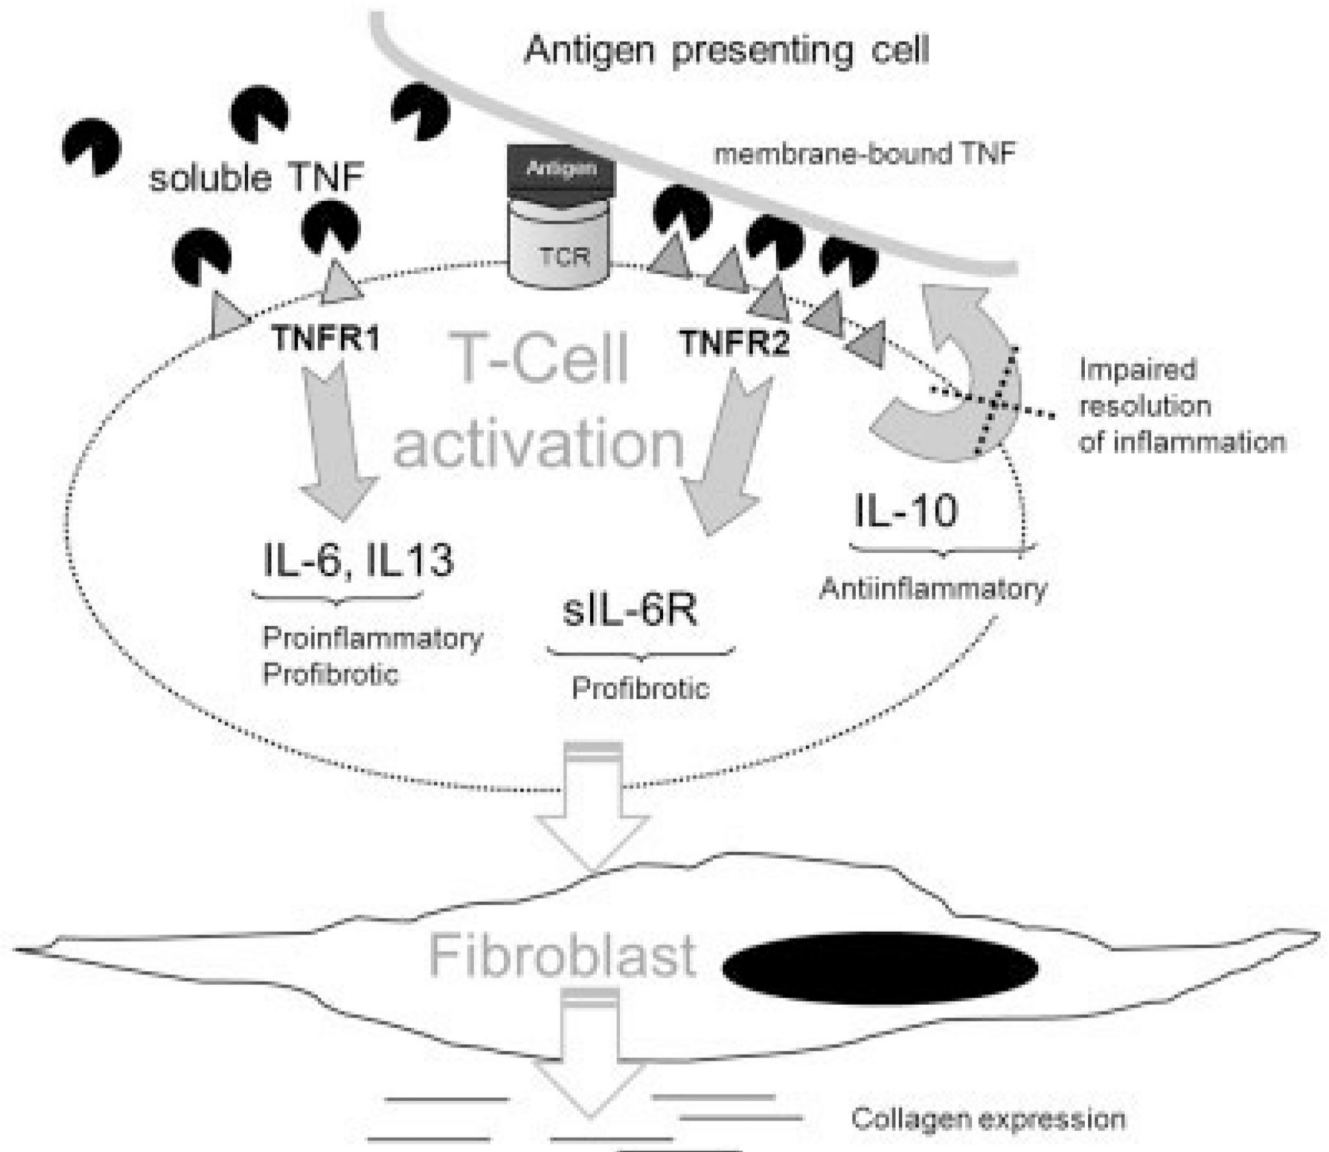 Antigen presenting cell
membrane-bound TNF
soluble TNF
Antigen
TCR
TNFR1
T-Cell
activation
TNFR2
Impaired
resolution
of inflammation
IL-10
Antiinflammatory
IL-6, IL13
Proinflammatory
Profibrotic
sIL-6R
Profibrotic
Fibroblast
Collagen expression